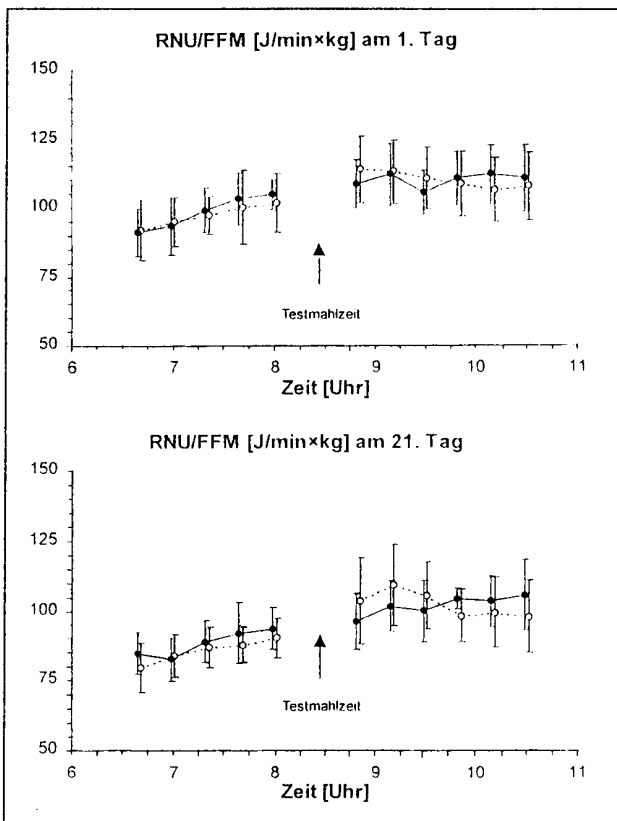 RNU/FFM [J/min×kg] am 1. Tag
150
125
100
75
50
Testmahlzeit
6 7 8 9 10 11
Zeit [Uhr]
RNU/FFM [J/min×kg] am 21. Tag
150
125
100
75
50
Testmahlzeit
6 7 8 9 10 11
Zeit [Uhr]